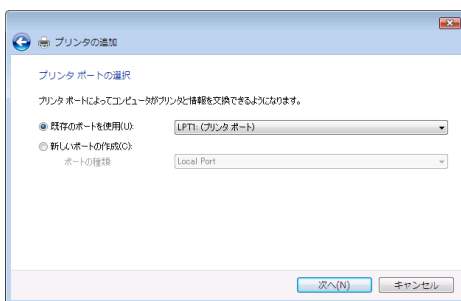 プリンタの追加
プリンタ ポートの選択
プリンタ ポートによってコンピュータがプリンタと情報を交換できるようになります。
既存のポートを使用(U): LPT1: (プリンタ ポート)
新しいポートの作成(C):
ポートの種類 Local Port
次へ(N) キャンセル